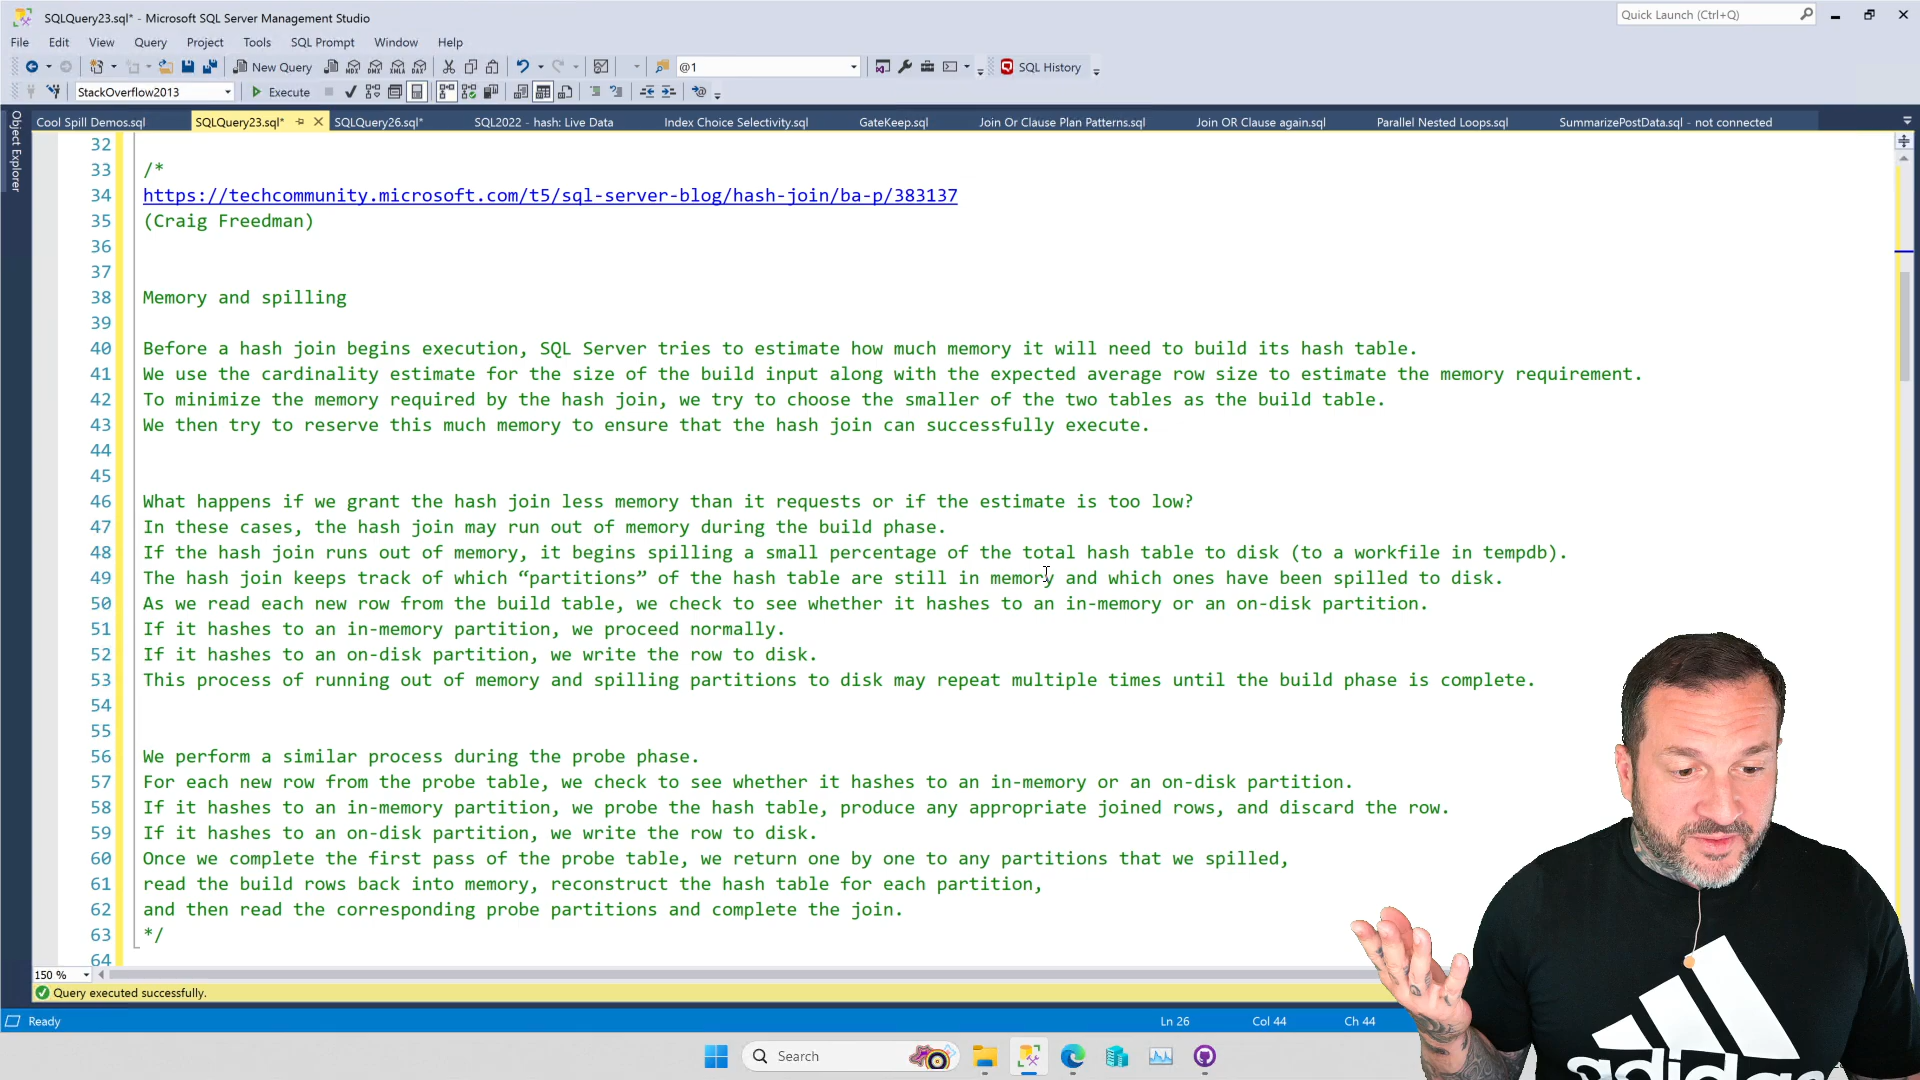 SQLQuery23.sql* - Microsoft SQL Server Management Studio
Quick Launch (Ctrl+Q)
File Edit View Query Project Tools SQL Prompt Window Help
New Query
MDX DMX XMLA DAX
@1
SQL History
StackOverflow2013
Execute
Object Explorer
Cool Spill Demos.sql
SQLQuery23.sql*
SQLQuery26.sql*
SQL2022 - hash: Live Data
Index Choice Selectivity.sql
GateKeep.sql
Join Or Clause Plan Patterns.sql
Join OR Clause again.sql
Parallel Nested Loops.sql
SummarizePostData.sql - not connected
32
33 /*
34 https://techcommunity.microsoft.com/t5/sql-server-blog/hash-join/ba-p/383137
35 (Craig Freedman)
36
37
38 Memory and spilling
39
40 Before a hash join begins execution, SQL Server tries to estimate how much memory it will need to build its hash table.
41 We use the cardinality estimate for the size of the build input along with the expected average row size to estimate the memory requirement.
42 To minimize the memory required by the hash join, we try to choose the smaller of the two tables as the build table.
43 We then try to reserve this much memory to ensure that the hash join can successfully execute.
44
45
46 What happens if we grant the hash join less memory than it requests or if the estimate is too low?
47 In these cases, the hash join may run out of memory during the build phase.
48 If the hash join runs out of memory, it begins spilling a small percentage of the total hash table to disk (to a workfile in tempdb).
49 The hash join keeps track of which “partitions” of the hash table are still in memory and which ones have been spilled to disk.
50 As we read each new row from the build table, we check to see whether it hashes to an in-memory or an on-disk partition.
51 If it hashes to an in-memory partition, we proceed normally.
52 If it hashes to an on-disk partition, we write the row to disk.
53 This process of running out of memory and spilling partitions to disk may repeat multiple times until the build phase is complete.
54
55
56 We perform a similar process during the probe phase.
57 For each new row from the probe table, we check to see whether it hashes to an in-memory or an on-disk partition.
58 If it hashes to an in-memory partition, we probe the hash table, produce any appropriate joined rows, and discard the row.
59 If it hashes to an on-disk partition, we write the row to disk.
60 Once we complete the first pass of the probe table, we return one by one to any partitions that we spilled,
61 read the build rows back into memory, reconstruct the hash table for each partition,
62 and then read the corresponding probe partitions and complete the join.
63 */
64
150 %
Query executed successfully.
Ready
Ln 26
Col 44
Ch 44
Search
adidas